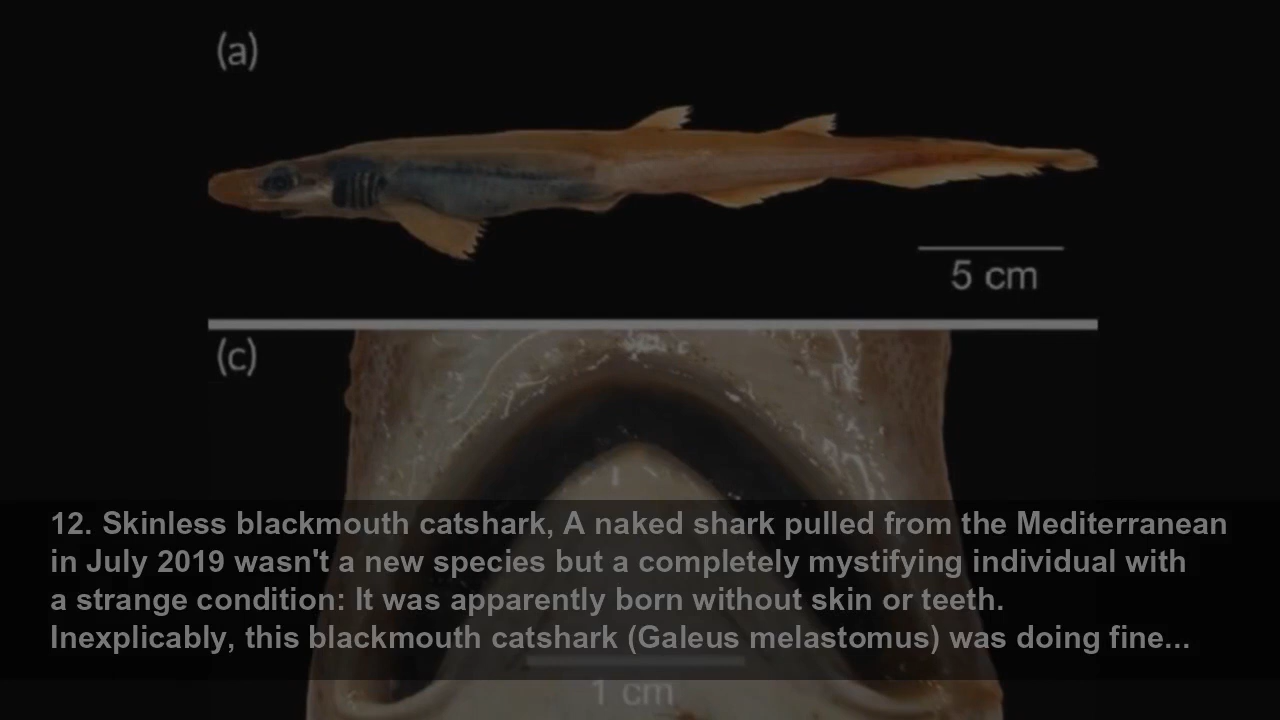 (a)
5 cm
(c)
12. Skinless blackmouth catshark, A naked shark pulled from the Mediterranean
in July 2019 wasn't a new species but a completely mystifying individual with
a strange condition: It was apparently born without skin or teeth.
Inexplicably, this blackmouth catshark (Galeus melastomus) was doing fine...
1 cm